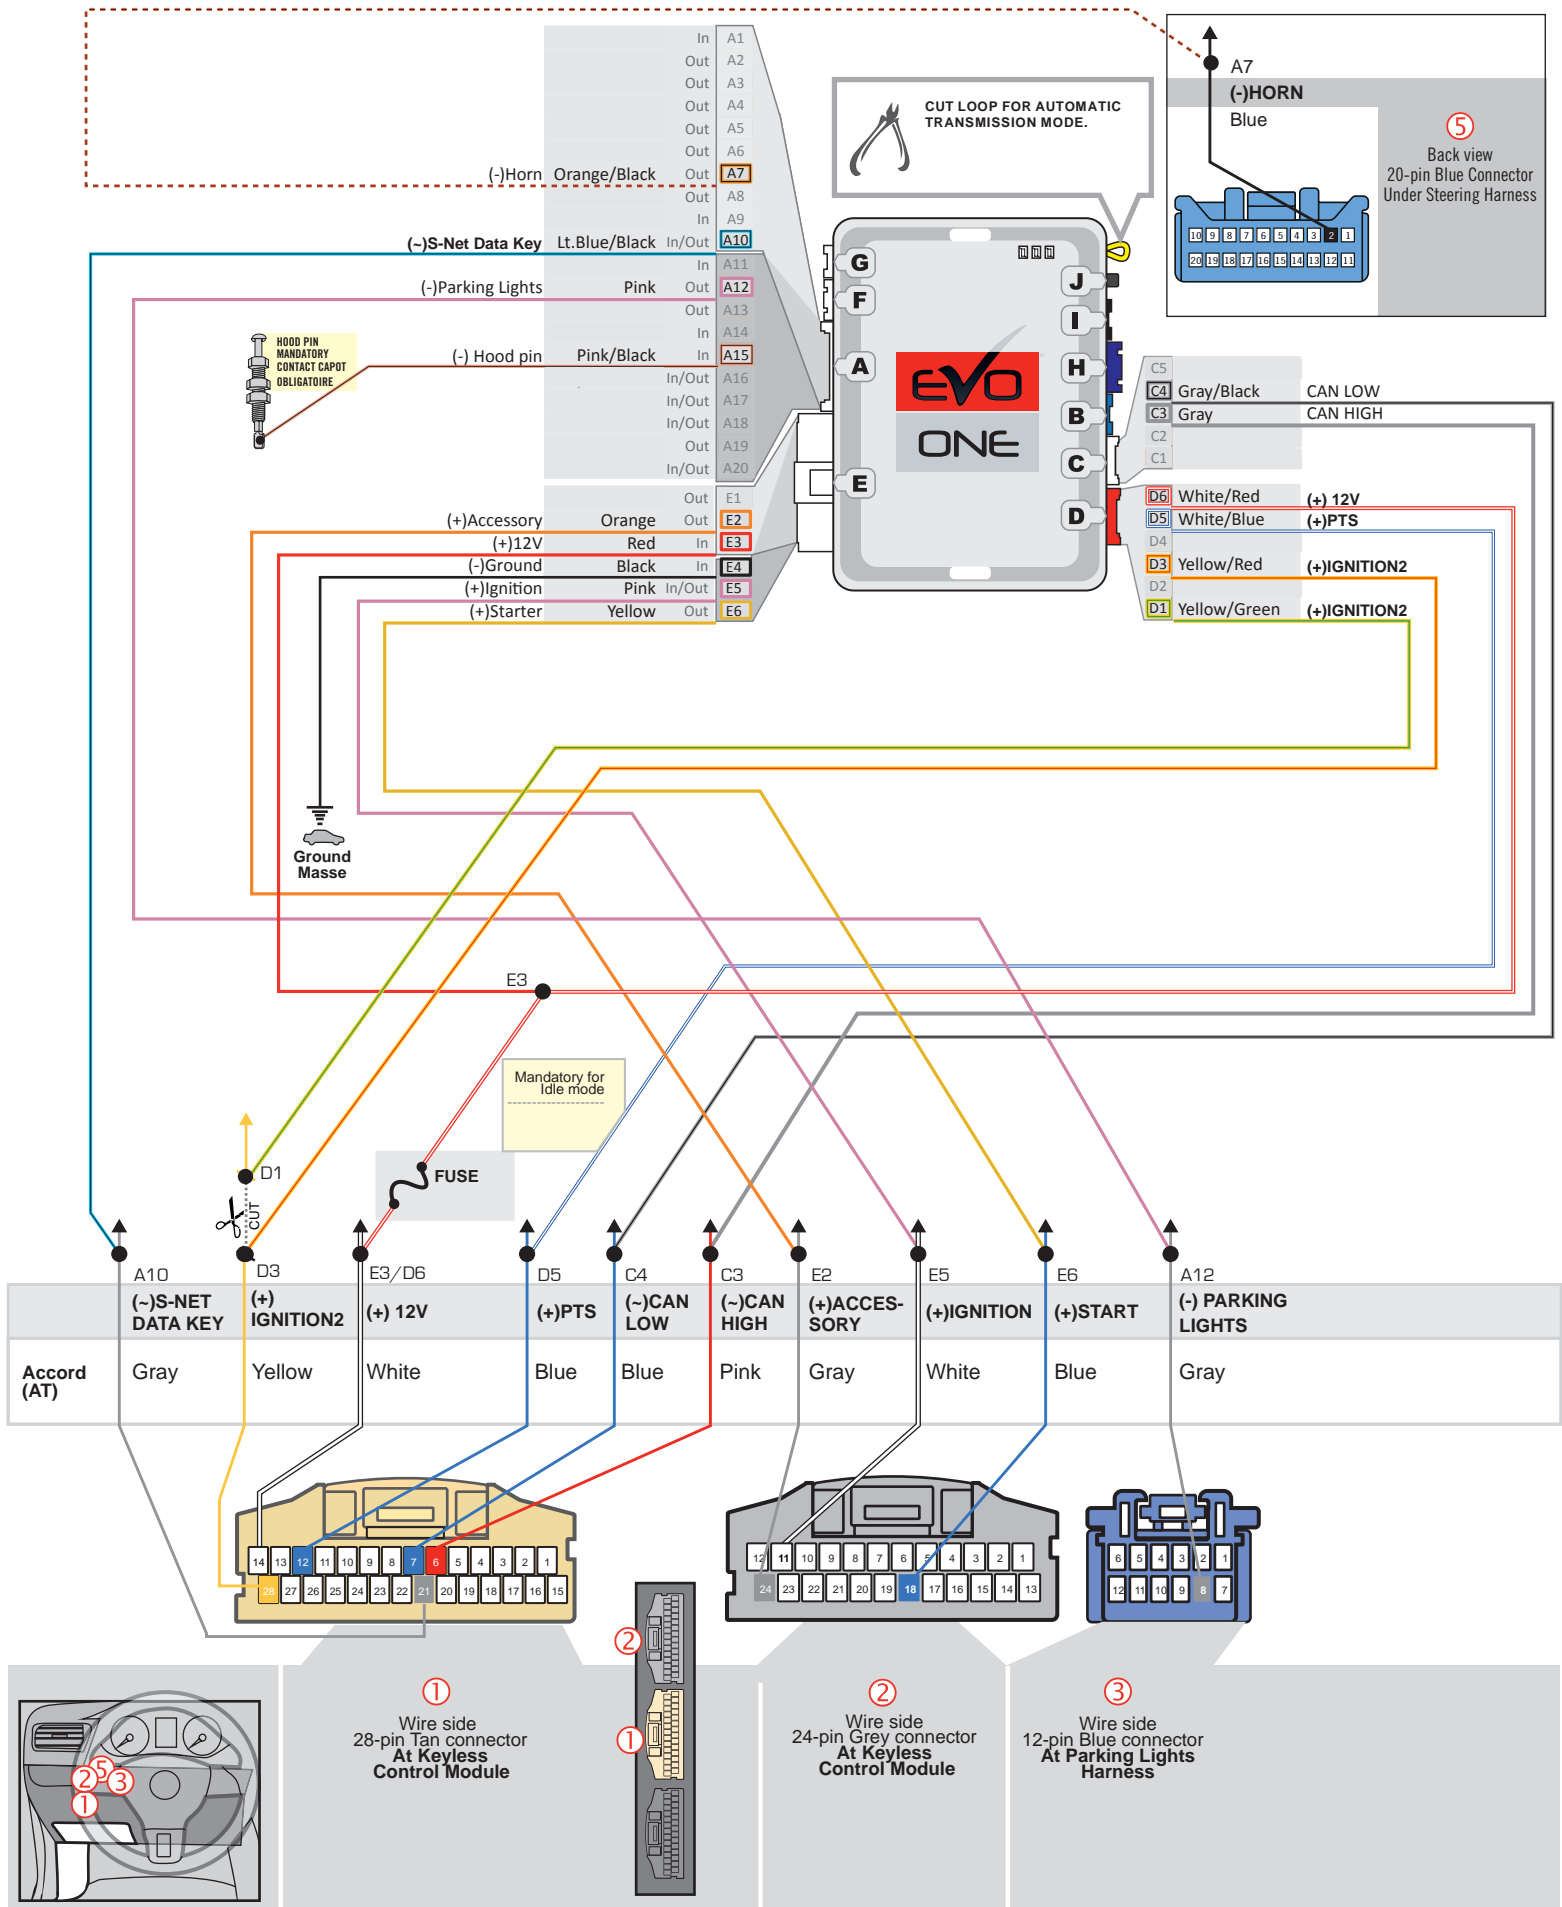 In A1
Out A2
Out A3
Out A4
Out A5
Out A6
(-)Horn Orange/Black Out A7
Out A8
In A9
(~)S-Net Data Key Lt.Blue/Black In/Out A10
In A11
(-)Parking Lights Pink Out A12
Out A13
In A14
(-) Hood pin Pink/Black In A15
In/Out A16
In/Out A17
In/Out A18
Out A19
In/Out A20
Out E1
(+)Accessory Orange Out E2
(+)12V Red In E3
(-)Ground Black In E4
(+)Ignition Pink In/Out E5
(+)Starter Yellow Out E6
HOOD PIN
MANDATORY
CONTACT CAPOT
OBLIGATOIRE
CUT LOOP FOR AUTOMATIC
TRANSMISSION MODE.
G
F
A
E
J
I
H
B
C
D
EVO
ONE
A7
(-)HORN
Blue
5
Back view
20-pin Blue Connector
Under Steering Harness
10 9 8 7 6 5 4 3 2 1
20 19 18 17 16 15 14 13 12 11
C5
C4 Gray/Black CAN LOW
C3 Gray CAN HIGH
C2
C1
D6 White/Red (+) 12V
D5 White/Blue (+)PTS
D4
D3 Yellow/Red (+)IGNITION2
D2
D1 Yellow/Green (+)IGNITION2
Ground
Masse
E3
Mandatory for
Idle mode
FUSE
D1
CUT
A10 D3 E3/D6 D5 C4 C3 E2 E5 E6 A12
(~)S-NET
DATA KEY
(+)
IGNITION2
(+) 12V
(+)PTS
(~)CAN
LOW
(~)CAN
HIGH
(+)ACCES-
SORY
(+)IGNITION
(+)START
(-) PARKING
LIGHTS
Accord
(AT)
Gray Yellow White Blue Blue Pink Gray White Blue Gray
14 13 12 11 10 9 8 7 6 5 4 3 2 1
28 27 26 25 24 23 22 21 20 19 18 17 16 15
12 11 10 9 8 7 6 5 4 3 2 1
24 23 22 21 20 19 18 17 16 15 14 13
6 5 4 3 2 1
12 11 10 9 8 7
2
1
1
Wire side
28-pin Tan connector
At Keyless
Control Module
2
Wire side
24-pin Grey connector
At Keyless
Control Module
3
Wire side
12-pin Blue connector
At Parking Lights
Harness
5
2 3
1